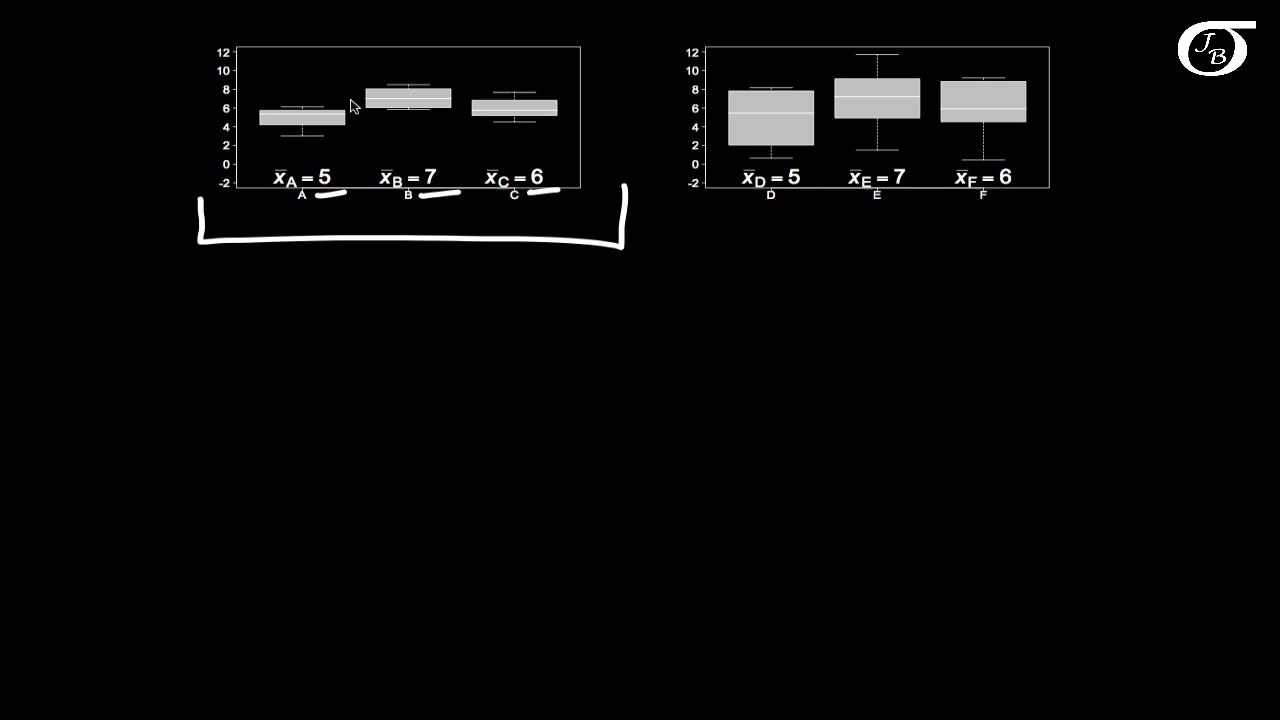 12
10
8
6
4
2
0
-2
x̄A = 5
x̄B = 7
x̄C = 6
A
B
C
12
10
8
6
4
2
0
-2
x̄D = 5
x̄E = 7
x̄F = 6
D
E
F
JB